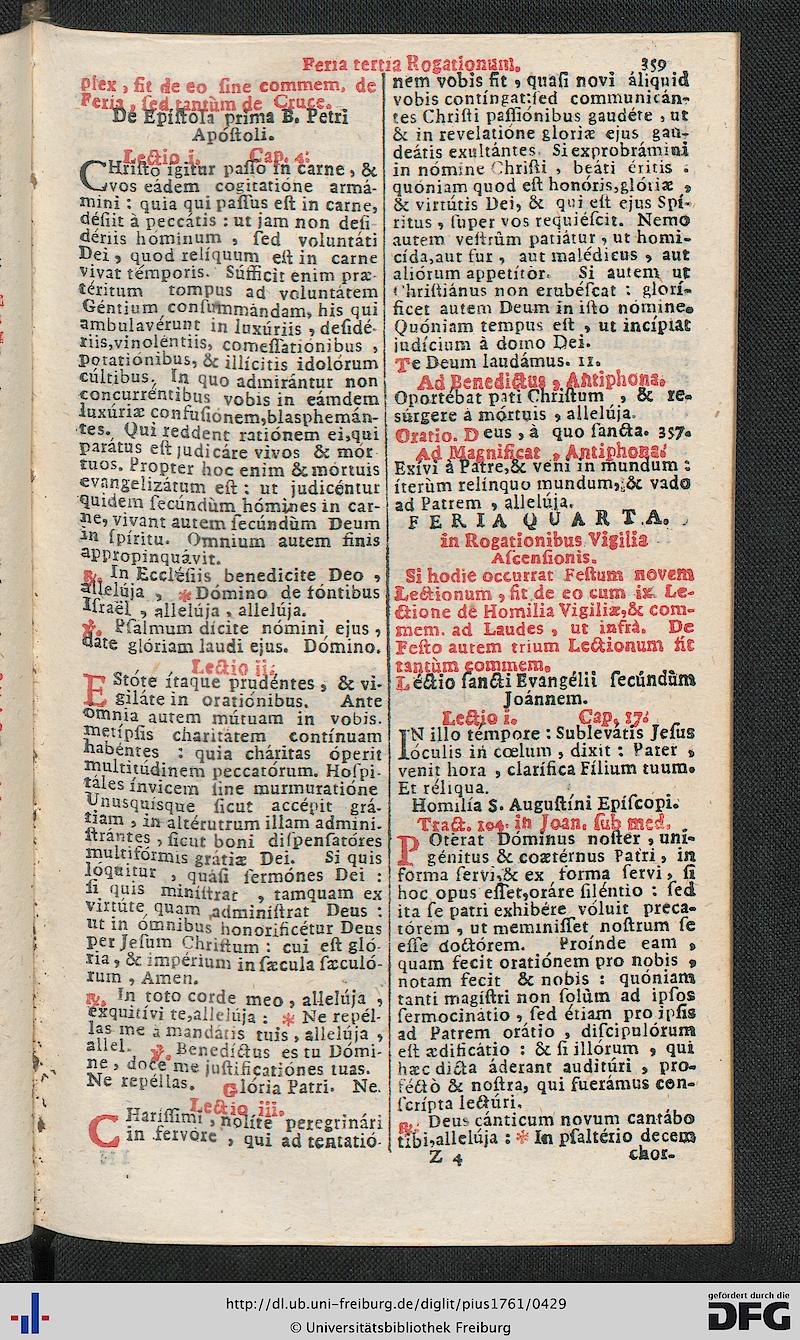 Feria tertia Rogationum. 359
plex, ſit de eo ſine commem, de
Feria, ſed tantùm de Cruce.
De Epiſtola prima B. Petri
Apóſtoli.
Lectio i. Cap. 4:
CHriſto igitur paſſo in carne, &
vos eádem cogitatióne armá-
mini : quia qui paſſus eſt in carne,
déſiit à peccátis : ut jam non deſi-
dériis hóminum , ſed voluntáti
Dei , quod relíquum eſt in carne
vivat témporis. Súfficit enim præ-
téritum tompus ad voluntátem
Géntium conſummándam, his qui
ambulavérunt in luxúriis , deſidé-
riis,vinoléntiis, comeſſatiónibus ,
potatiónibus, & illícitis idolórum
cúltibus. In quo admirántur non
concurréntibus vobis in eámdem
luxúriæ confuſiónem,blasphemán-
tes. Qui reddent ratiónem ei,qui
parátus eſt judicáre vivos & mór
tuos. Propter hoc enim & mórtuis
evangelizátum eſt : ut judicéntur
quidem ſecúndùm hómines in car-
ne, vivant autem ſecúndùm Deum
in ſpíritu. Omnium autem finis
appropinquávit.
℟. In Eccléſiis benedicite Deo ,
allelúja , * Dómino de fóntibus
Iſraël , allelúja , allelúja.
℣. Pſalmum dícite nómini ejus ,
date glóriam laudi ejus. Dómino.
Lectio ii.
EStóte ítaque prudéntes , & vi-
giláte in oratiónibus. Ante
omnia autem mútuam in vobis.
metípſis charitátem contínuam
habéntes : quia cháritas óperit
multitúdinem peccatórum. Hoſpi-
táles ínvicem ſine murmuratióne
Unusquisque ſicut accépit grá-
tiam , in altérutrum illam admini-
ſtrántes , ſicut boni diſpenſatóres
multifórmis grátiæ Dei. Si quis
lóquitur , quáſi ſermónes Dei :
ſi quis miniſtrat , tamquam ex
virtúte quam adminíſtrat Deus :
ut in ómnibus honorificétur Deus
per Jeſum Chriſtum : cui eſt gló-
ria, & impérium in ſæcula ſæculó-
rum , Amen.
℟. In toto corde meo , allelúja ,
exquiſívi te,allelúja : * Ne repél-
las me à mandátis tuis , allelúja ,
allel. ℣. Benedíctus es tu Dómi-
ne , doce me juſtificatiónes tuas.
Ne repéllas. Glória Patri. Ne.
Lectio iii.
CHariſſimi , nolíte peregrinári
in fervóre , qui ad tentatió-
nem vobis fit , quaſi novi áliquid
vobis contíngat:ſed communicán-
tes Chriſti paſſiónibus gaudéte , ut
& in revelatióne gloriæ ejus gau-
deátis exultántes. Si exprobrámini
in nómine Chriſti , beáti éritis :
quóniam quod eſt honóris,glóriæ ,
& virtútis Dei, & qui eſt ejus Spí-
ritus , ſuper vos requiéſcit. Nemo
autem veſtrûm patiátur , ut homi-
cída,aut fur , aut malédicus , aut
aliórum appetítor. Si autem ut
Chriſtiánus non erubéſcat : glorí-
ficet autem Deum in iſto nómine.
Quóniam tempus eſt , ut incípiat
judícium à domo Dei.
Te Deum laudámus. 11.
Ad Benedictus , Antiphona.
Oportébat pati Chriſtum , & re-
súrgere à mórtuis , allelúja.
Oratio. Deus , à quo ſancta. 357.
Ad Magnificat , Antiphona.
Exívi à Patre,& veni in mundum :
íterùm relínquo mundum,& vado
ad Patrem , allelúja.
FERIA QUARTA.
in Rogationibus Vigilia
Aſcenſionis.
Si hodie occurrat Feſtum novem
Lectionum , fit de eo cum ix. Le-
ctione de Homilia Vigiliæ,& com-
mem. ad Laudes , ut infrà. De
Feſto autem trium Lectionum fit
tantùm commem.
Léctio ſancti Evangélii ſecúndùm
Joánnem.
Lectio i. Cap. 17.
IN illo témpore : Sublevátis Jeſus
óculis in cœlum , dixit : Pater ,
venit hora , clarífica Fílium tuum.
Et réliqua.
Homilía S. Auguſtíni Epiſcopi.
Tract. 104. in Joan. ſub med.
POterat Dóminus noſter , uni-
génitus & coætérnus Patri , in
forma ſervi,& ex forma ſervi , ſi
hoc opus eſſet,oráre ſiléntio : ſed
ita ſe patri exhibére vóluit preca-
tórem , ut meminíſſet noſtrum ſe
eſſe doctórem. Proínde eam ,
quam fecit oratiónem pro nobis ,
notam fecit & nobis : quóniam
tanti magíſtri non ſolùm ad ipſos
ſermocinátio , ſed étiam pro ipſis
ad Patrem orátio , diſcipulórum
eſt ædificátio : & ſi illórum , qui
hæc dicta áderant auditúri , pro-
féctò & noſtra, qui fuerámus con-
ſcrípta lectúri.
℟. Deus cánticum novum cantábo
tibi,allelúja : * In pſaltério decem
Z 4 chor-
http://dl.ub.uni-freiburg.de/diglit/pius1761/0429
© Universitätsbibliothek Freiburg
gefördert durch die
DFG